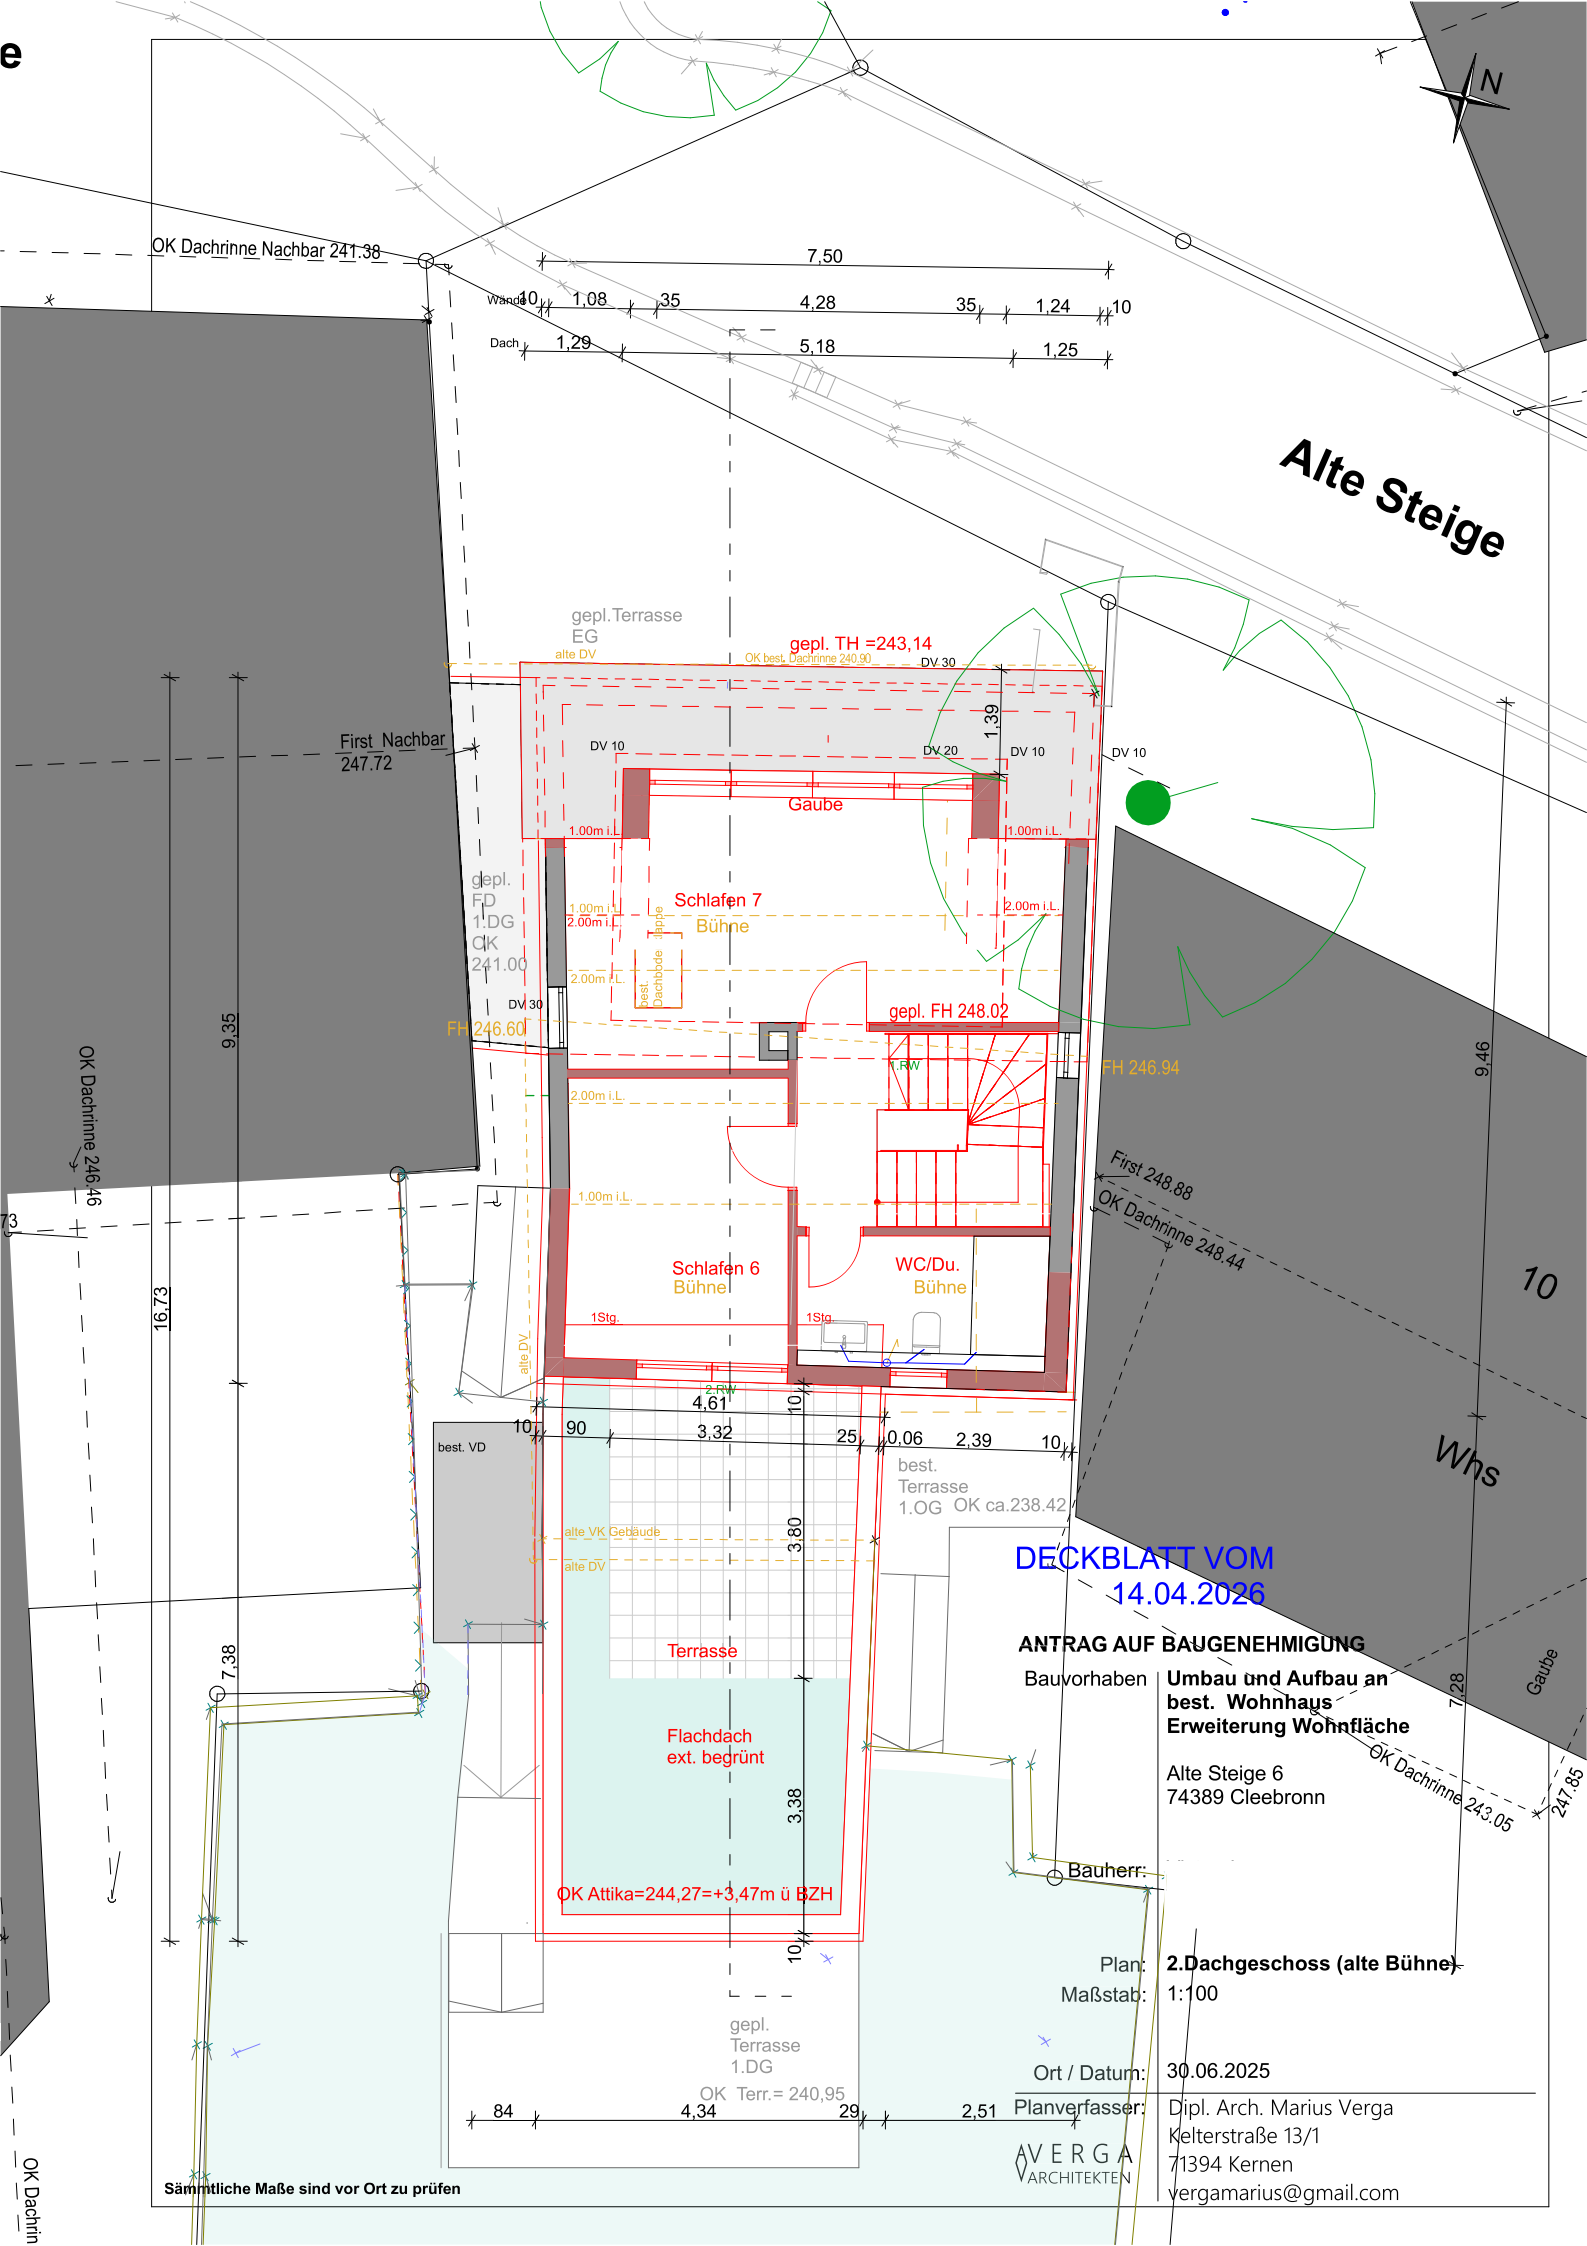 e
N
OK Dachrinne Nachbar 241.38
7,50
Wände
10
1,08
35
4,28
35
1,24
10
Dach
1,29
5,18
1,25
Alte Steige
gepl.Terrasse
EG
alte DV
gepl. TH =243,14
OK best. Dachrinne 240.90
DV 30
1,39
First Nachbar
247.72
DV 10
DV 20
DV 10
DV 10
Gaube
1.00m i.L.
1.00m i.L.
gepl.
FD
1.DG
OK
241.00
Schlafen 7
Bühne
1.00m i.L.
2.00m i.L.
2.00m i.L.
best.
Dachbode
lappe
2.00m i.L.
DV 30
FH 246.60
gepl. FH 248.02
1.RW
FH 246.94
9,35
9,46
OK Dachrinne 246.46
2.00m i.L.
First 248.88
OK Dachrinne 248.44
1.00m i.L.
73
16,73
10
Schlafen 6
Bühne
WC/Du.
Bühne
1Stg.
1Stg.
alte DV
2.RW
4,61
10
10
90
3,32
25
0,06
2,39
10
best. VD
best.
Terrasse
1.OG
OK ca.238.42
Whs
alte VK Gebäude
3,80
alte DV
DECKBLATT VOM
14.04.2026
Terrasse
7,38
ANTRAG AUF BAUGENEHMIGUNG
Bauvorhaben
Umbau und Aufbau an
best. Wohnhaus
Erweiterung Wohnfläche
7,28
Gaube
Flachdach
ext. begrünt
Alte Steige 6
74389 Cleebronn
OK Dachrinne 243.05
247.85
3,38
Bauherr:
OK Attika=244,27=+3,47m ü BZH
10
Plan:
2.Dachgeschoss (alte Bühne)
Maßstab:
1:100
gepl.
Terrasse
1.DG
OK Terr.= 240,95
Ort / Datum:
30.06.2025
84
4,34
29
2,51
Planverfasser:
Dipl. Arch. Marius Verga
Kelterstraße 13/1
71394 Kernen
vergamarius@gmail.com
VERGA
ARCHITEKTEN
OK Dachrin
Sämmtliche Maße sind vor Ort zu prüfen